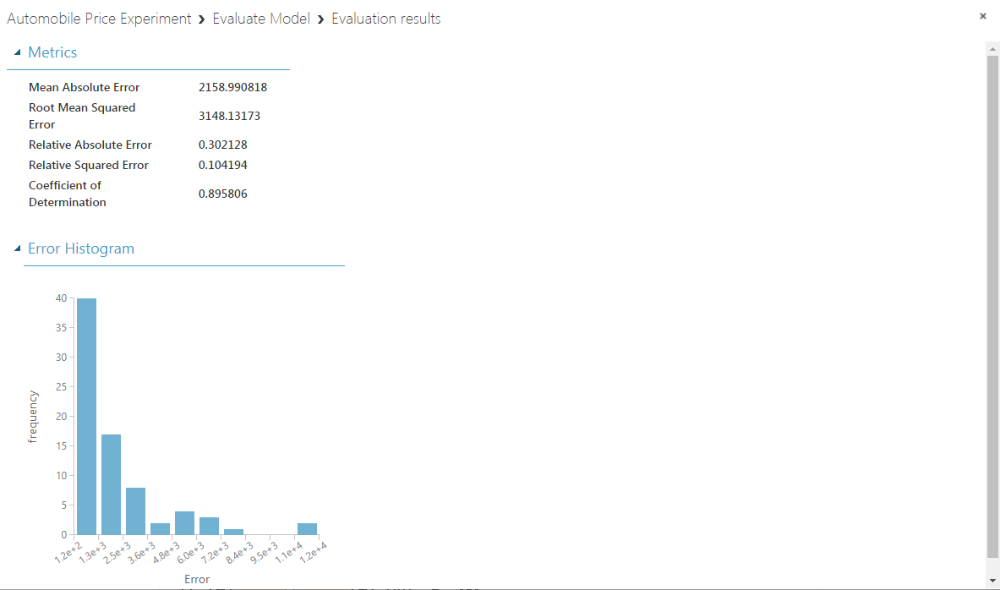 Automobile Price Experiment › Evaluate Model › Evaluation results
Metrics
Mean Absolute Error 2158.990818
Root Mean Squared
Error 3148.13173
Relative Absolute Error 0.302128
Relative Squared Error 0.104194
Coefficient of
Determination 0.895806
Error Histogram
40
35
30
25
20
15
10
5
0
frequency
1.2e+2 1.3e+3 2.5e+3 3.6e+3 4.8e+3 6.0e+3 7.2e+3 8.4e+3 9.5e+3 1.1e+4 1.2e+4
Error